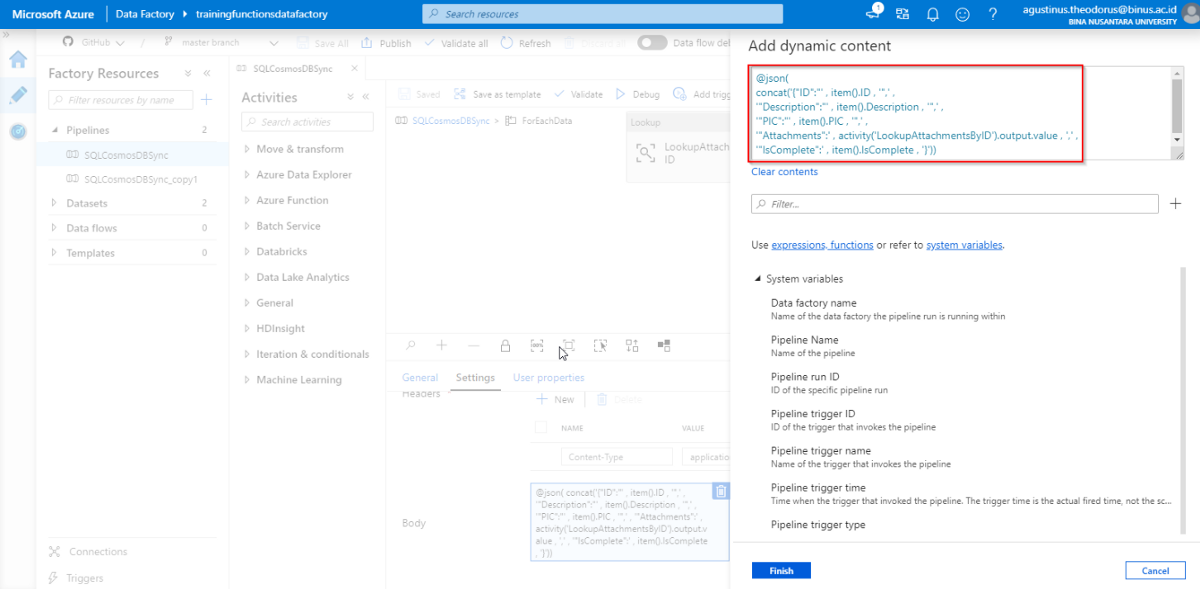 Microsoft Azure
Data Factory
trainingfunctionsdatafactory
Search resources
1
?
agustinus.theodorus@binus.ac.id
BINA NUSANTARA UNIVERSITY
»
GitHub
/
master branch
Save All
Publish
Validate all
Refresh
Discard all
Data flow de
Factory Resources
Filter resources by name
Pipelines 2
SQLCosmosDBSync
SQLCosmosDBSync_copy1
Datasets 2
Data flows 0
Templates 0
Connections
Triggers
SQLCosmosDBSync
Activities
Search activities
Move & transform
Azure Data Explorer
Azure Function
Batch Service
Databricks
Data Lake Analytics
General
HDInsight
Iteration & conditionals
Machine Learning
Saved
Save as template
Validate
Debug
Add trigg
SQLCosmosDBSync > ForEachData
Lookup
LookupAttach
ID
General
Settings
User properties
Headers
New
Delete
NAME
VALUE
Content-Type
applicatio
Body
@json( concat('{"ID":"' , item().ID , '",' ,
'"Description":"' , item().Description , '",' ,
'"PIC":"' , item().PIC , '",' , '"Attachments":' ,
activity('LookupAttachmentsByID').output.v
alue , ',' , '"IsComplete":' , item().IsComplete
, '}'))
Add dynamic content
@json(
concat('{"ID":"' , item().ID , '",' ,
'"Description":"' , item().Description , '",' ,
'"PIC":"' , item().PIC , '",' ,
'"Attachments":' , activity('LookupAttachmentsByID').output.value , ',' ,
'"IsComplete":' , item().IsComplete , '}'))
Clear contents
Filter...
Use expressions, functions or refer to system variables.
System variables
Data factory name
Name of the data factory the pipeline run is running within
Pipeline Name
Name of the pipeline
Pipeline run ID
ID of the specific pipeline run
Pipeline trigger ID
ID of the trigger that invokes the pipeline
Pipeline trigger name
Name of the trigger that invokes the pipeline
Pipeline trigger time
Time when the trigger that invoked the pipeline. The trigger time is the actual fired time, not the sc...
Pipeline trigger type
Finish
Cancel